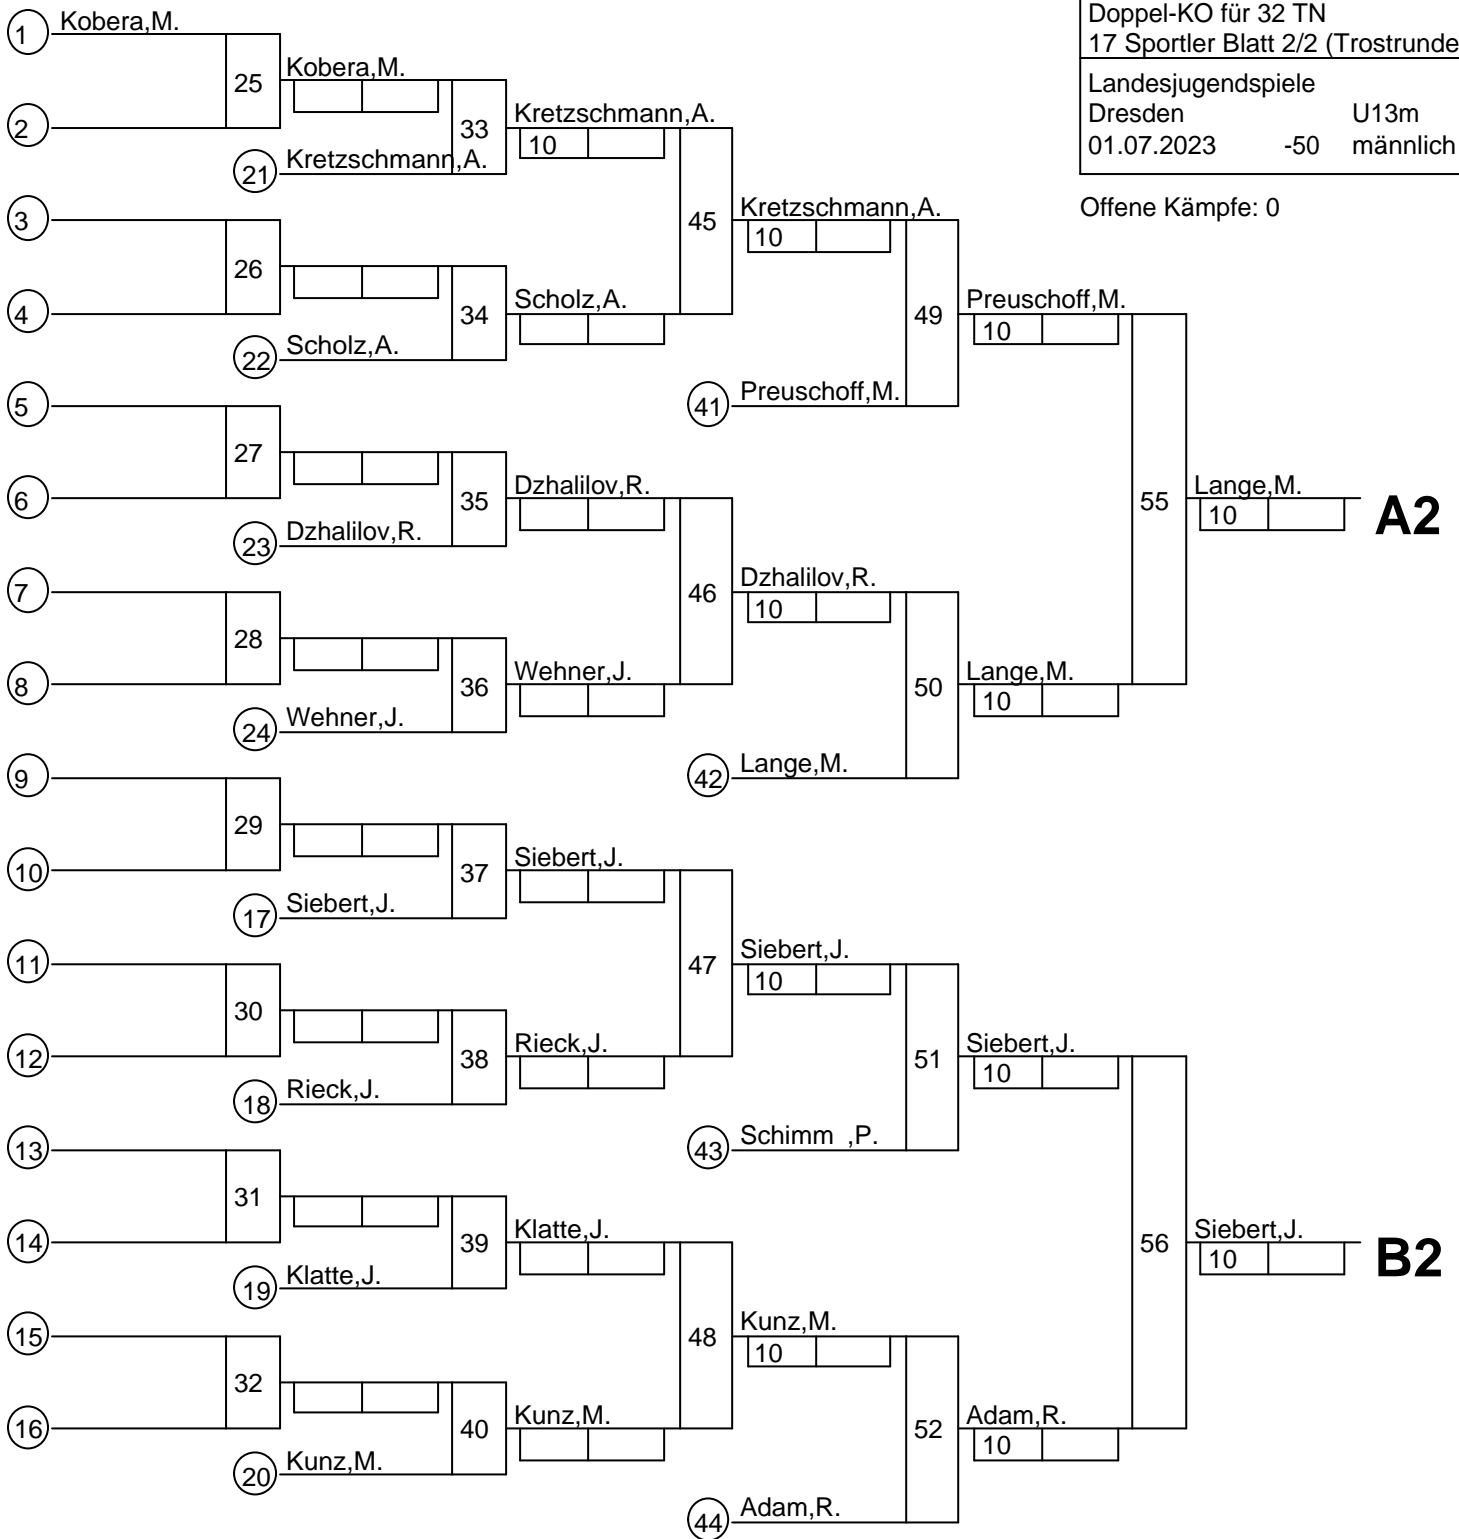 Doppel-KO für 32 TN
17 Sportler Blatt 2/2 (Trostrunde
Landesjugendspiele
Dresden U13m
01.07.2023 -50 männlich
Offene Kämpfe: 0
1 Kobera,M.
25 Kobera,M.
2
33 Kretzschmann,A.
10
21 Kretzschmann,A.
3
45 Kretzschmann,A.
10
26
4
34 Scholz,A.
22 Scholz,A.
49 Preuschoff,M.
10
5
41 Preuschoff,M.
27
6
35 Dzhalilov,R.
23 Dzhalilov,R.
55 Lange,M.
10
A2
7
46 Dzhalilov,R.
10
28
8
36 Wehner,J.
24 Wehner,J.
50 Lange,M.
10
9
42 Lange,M.
29
10
37 Siebert,J.
17 Siebert,J.
11
47 Siebert,J.
10
30
12
38 Rieck,J.
18 Rieck,J.
51 Siebert,J.
10
13
43 Schimm ,P.
31
14
39 Klatte,J.
19 Klatte,J.
56 Siebert,J.
10
B2
15
48 Kunz,M.
10
32
16
40 Kunz,M.
20 Kunz,M.
52 Adam,R.
10
44 Adam,R.